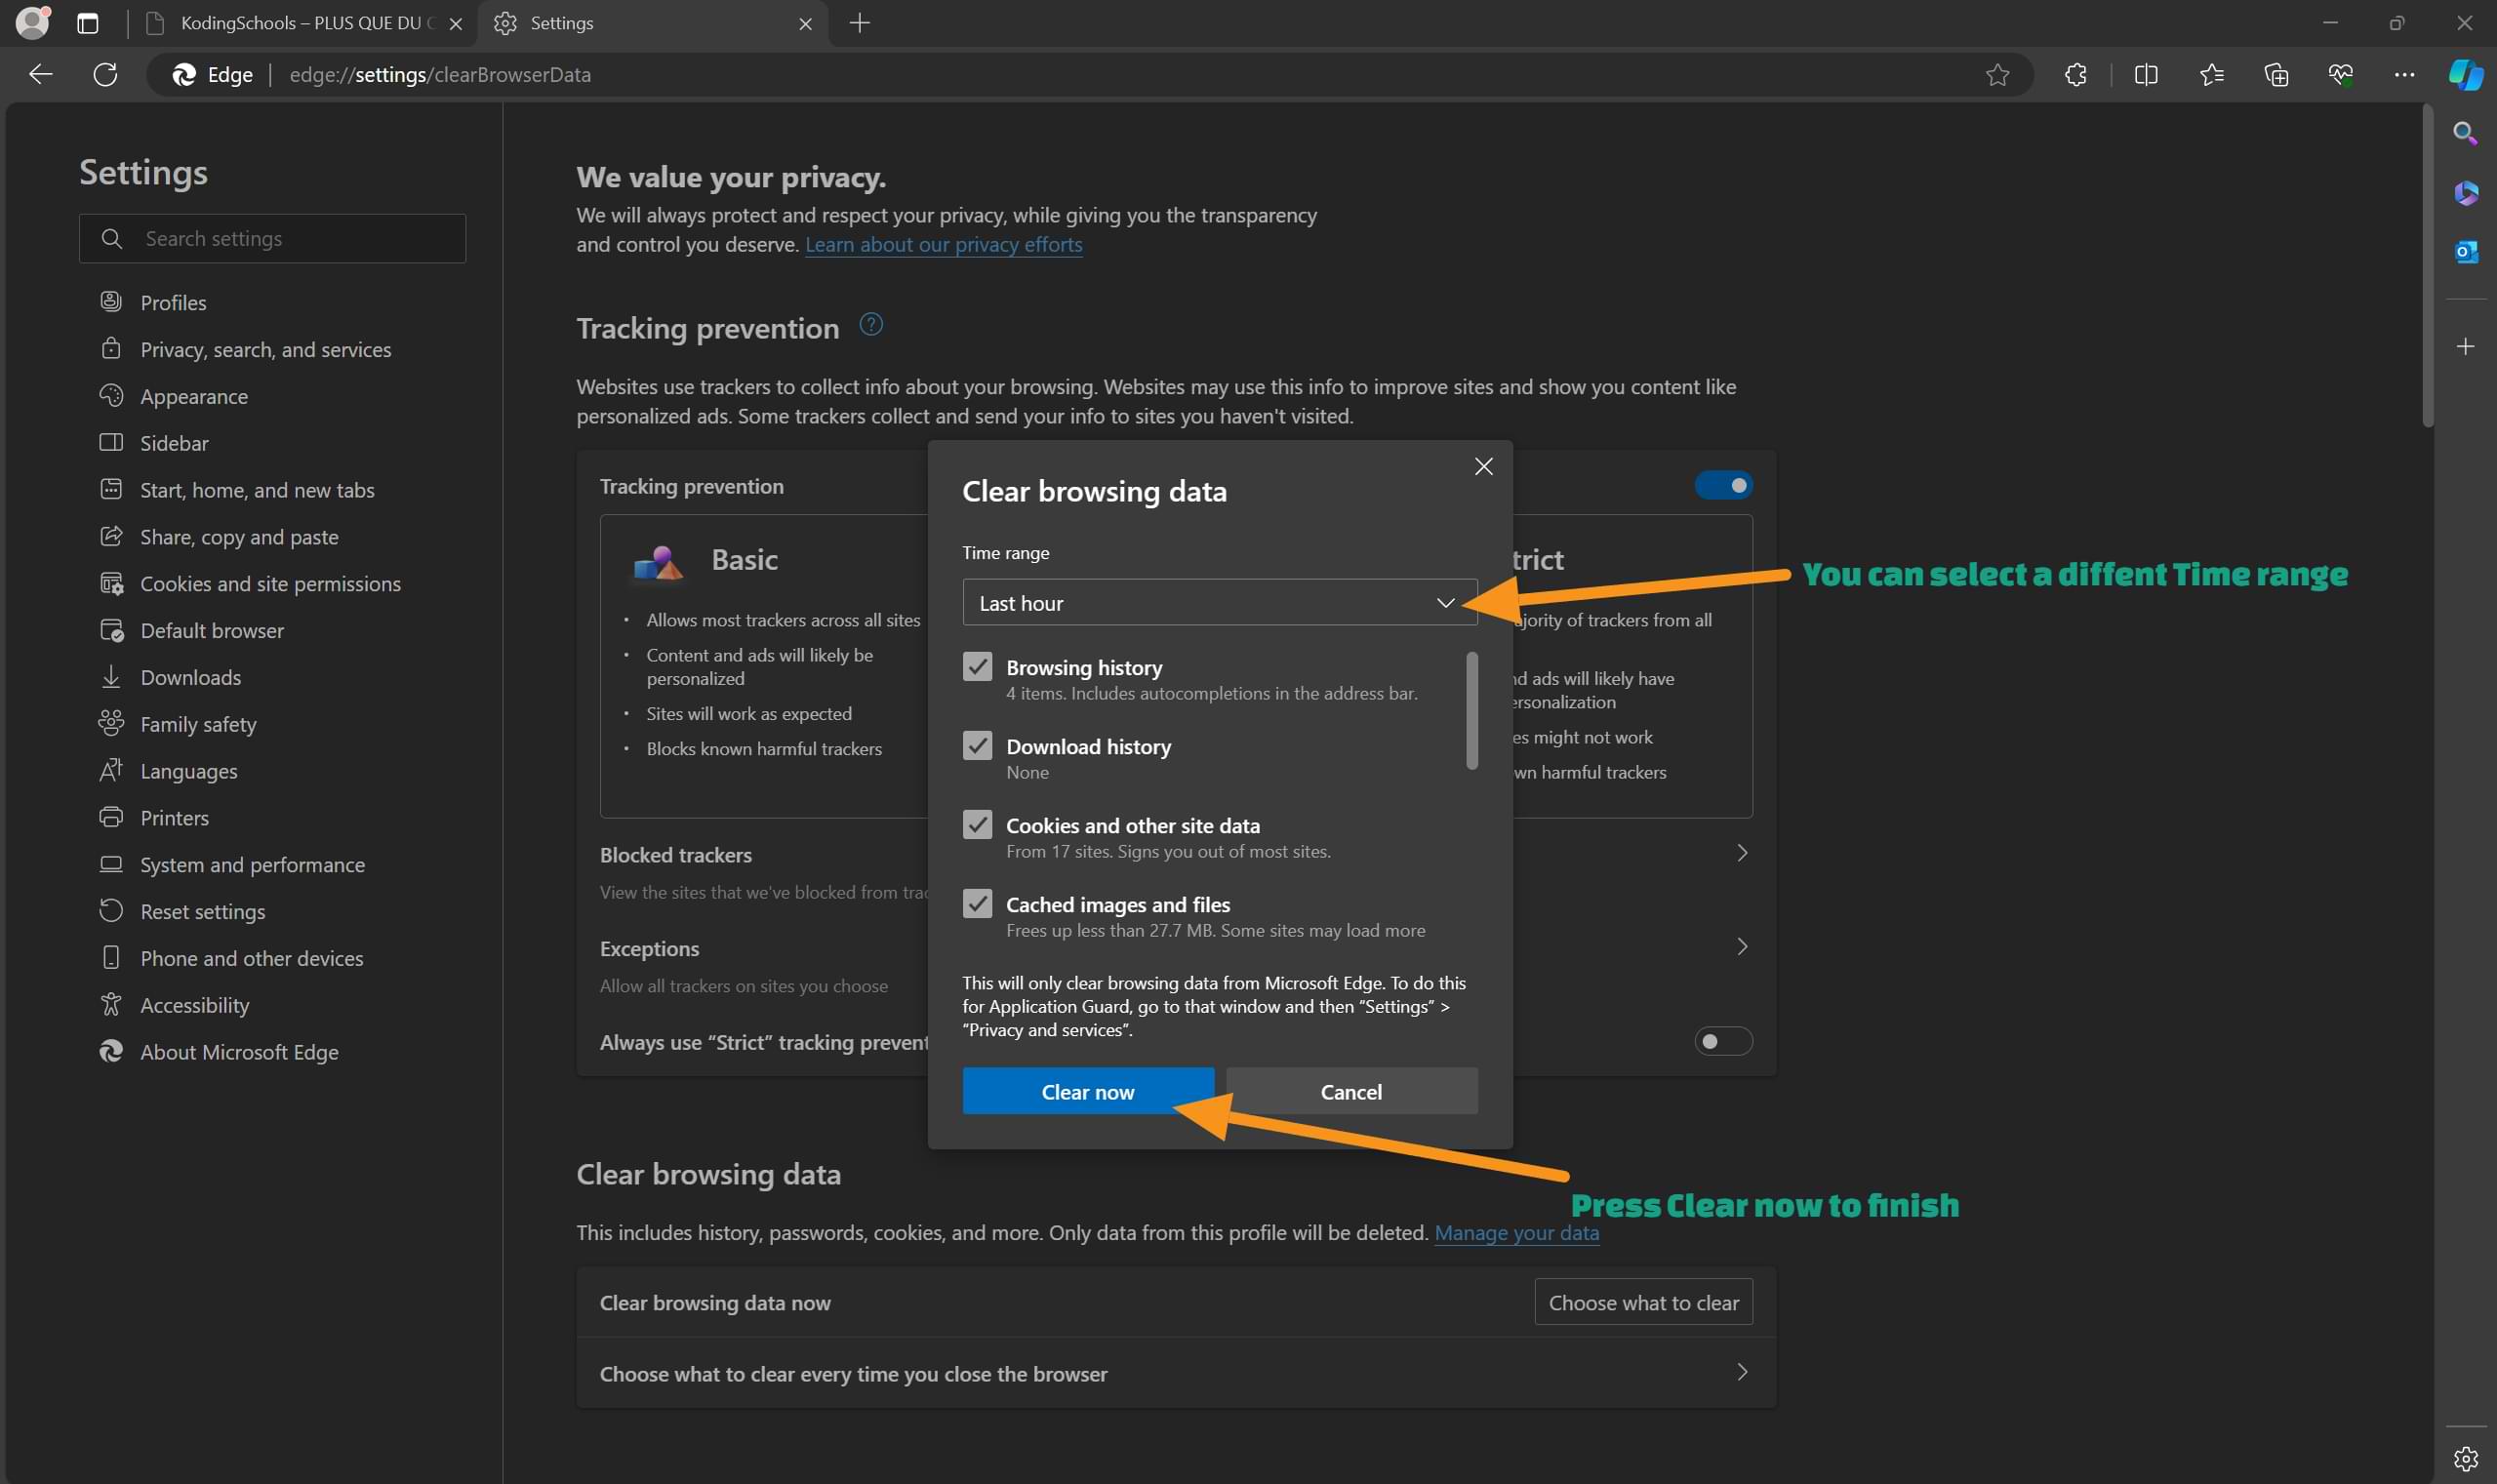 KodingSchools – PLUS QUE DU
Settings
Edge
edge://settings/clearBrowserData
Settings
Search settings
Profiles
Privacy, search, and services
Appearance
Sidebar
Start, home, and new tabs
Share, copy and paste
Cookies and site permissions
Default browser
Downloads
Family safety
Languages
Printers
System and performance
Reset settings
Phone and other devices
Accessibility
About Microsoft Edge
We value your privacy.
We will always protect and respect your privacy, while giving you the transparency
and control you deserve. Learn about our privacy efforts
Tracking prevention
Websites use trackers to collect info about your browsing. Websites may use this info to improve sites and show you content like
personalized ads. Some trackers collect and send your info to sites you haven't visited.
Tracking prevention
Basic
Allows most trackers across all sites
Content and ads will likely be
personalized
Sites will work as expected
Blocks known harmful trackers
Blocked trackers
View the sites that we've blocked from trac
Exceptions
Allow all trackers on sites you choose
Always use “Strict” tracking prevent
Clear browsing data
Time range
Last hour
Browsing history
4 items. Includes autocompletions in the address bar.
Download history
None
Cookies and other site data
From 17 sites. Signs you out of most sites.
Cached images and files
Frees up less than 27.7 MB. Some sites may load more
This will only clear browsing data from Microsoft Edge. To do this
for Application Guard, go to that window and then “Settings” >
“Privacy and services”.
Clear now
Cancel
trict
ajority of trackers from all
nd ads will likely have
ersonalization
es might not work
wn harmful trackers
You can select a diffent Time range
Press Clear now to finish
Clear browsing data
This includes history, passwords, cookies, and more. Only data from this profile will be deleted. Manage your data
Clear browsing data now
Choose what to clear
Choose what to clear every time you close the browser